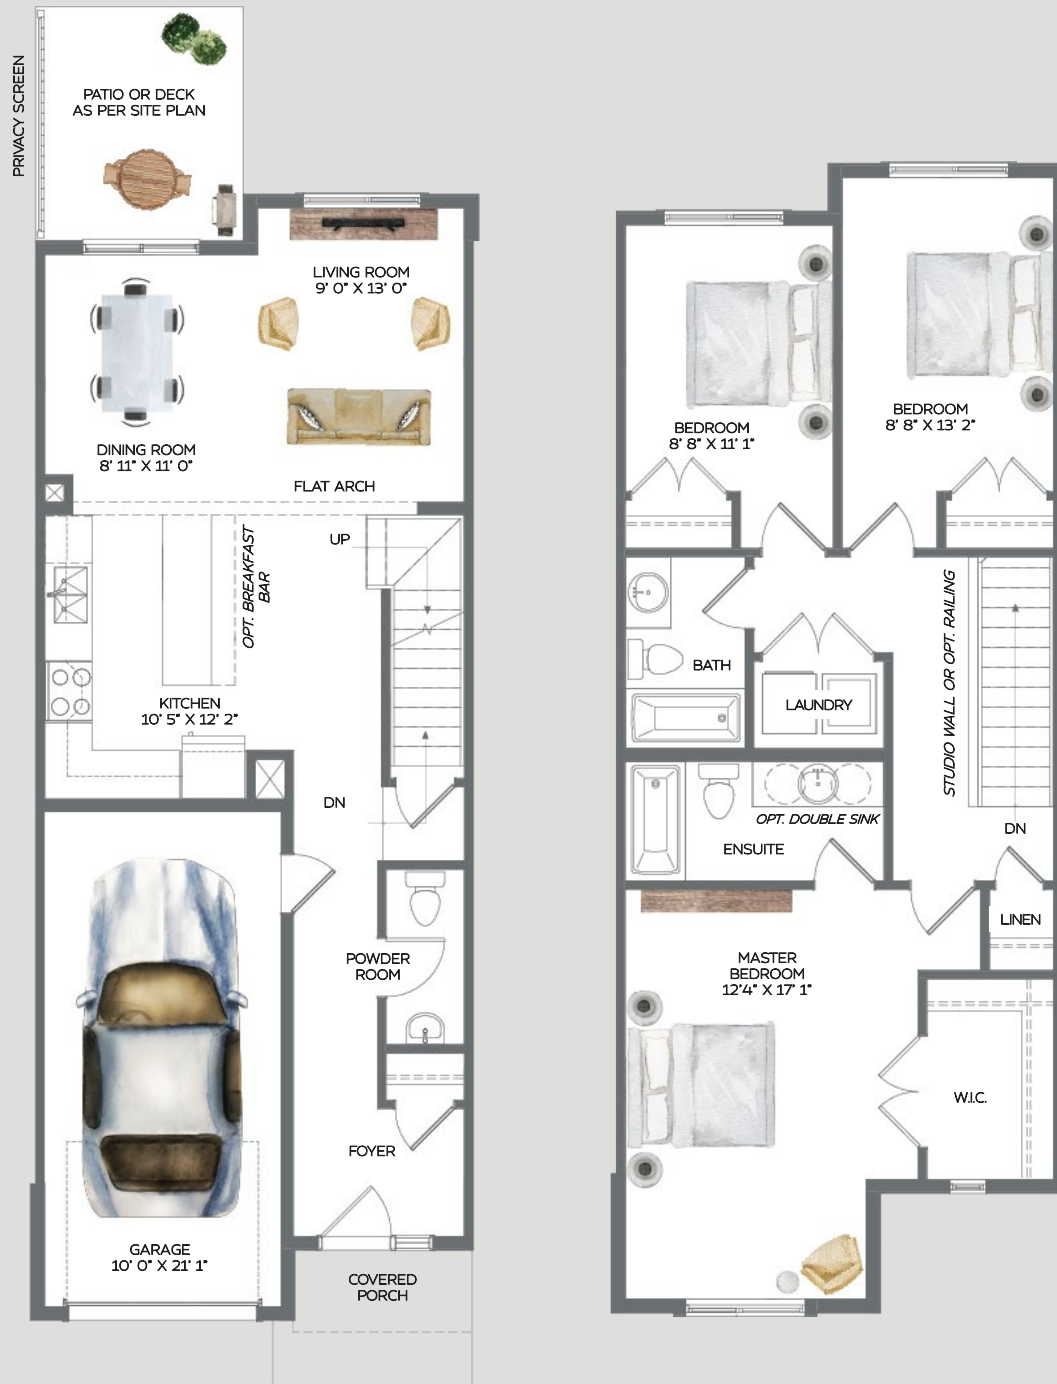 PRIVACY SCREEN
PATIO OR DECK
AS PER SITE PLAN
LIVING ROOM
9' 0" X 13' 0"
DINING ROOM
8' 11" X 11' 0"
FLAT ARCH
UP
OPT. BREAKFAST
BAR
KITCHEN
10' 5" X 12' 2"
DN
POWDER
ROOM
FOYER
GARAGE
10' 0" X 21' 1"
COVERED
PORCH
BEDROOM
8' 8" X 11' 1"
BEDROOM
8' 8" X 13' 2"
BATH
LAUNDRY
STUDIO WALL OR OPT. RAILING
OPT. DOUBLE SINK
ENSUITE
DN
LINEN
MASTER
BEDROOM
12'4" X 17' 1"
W.I.C.